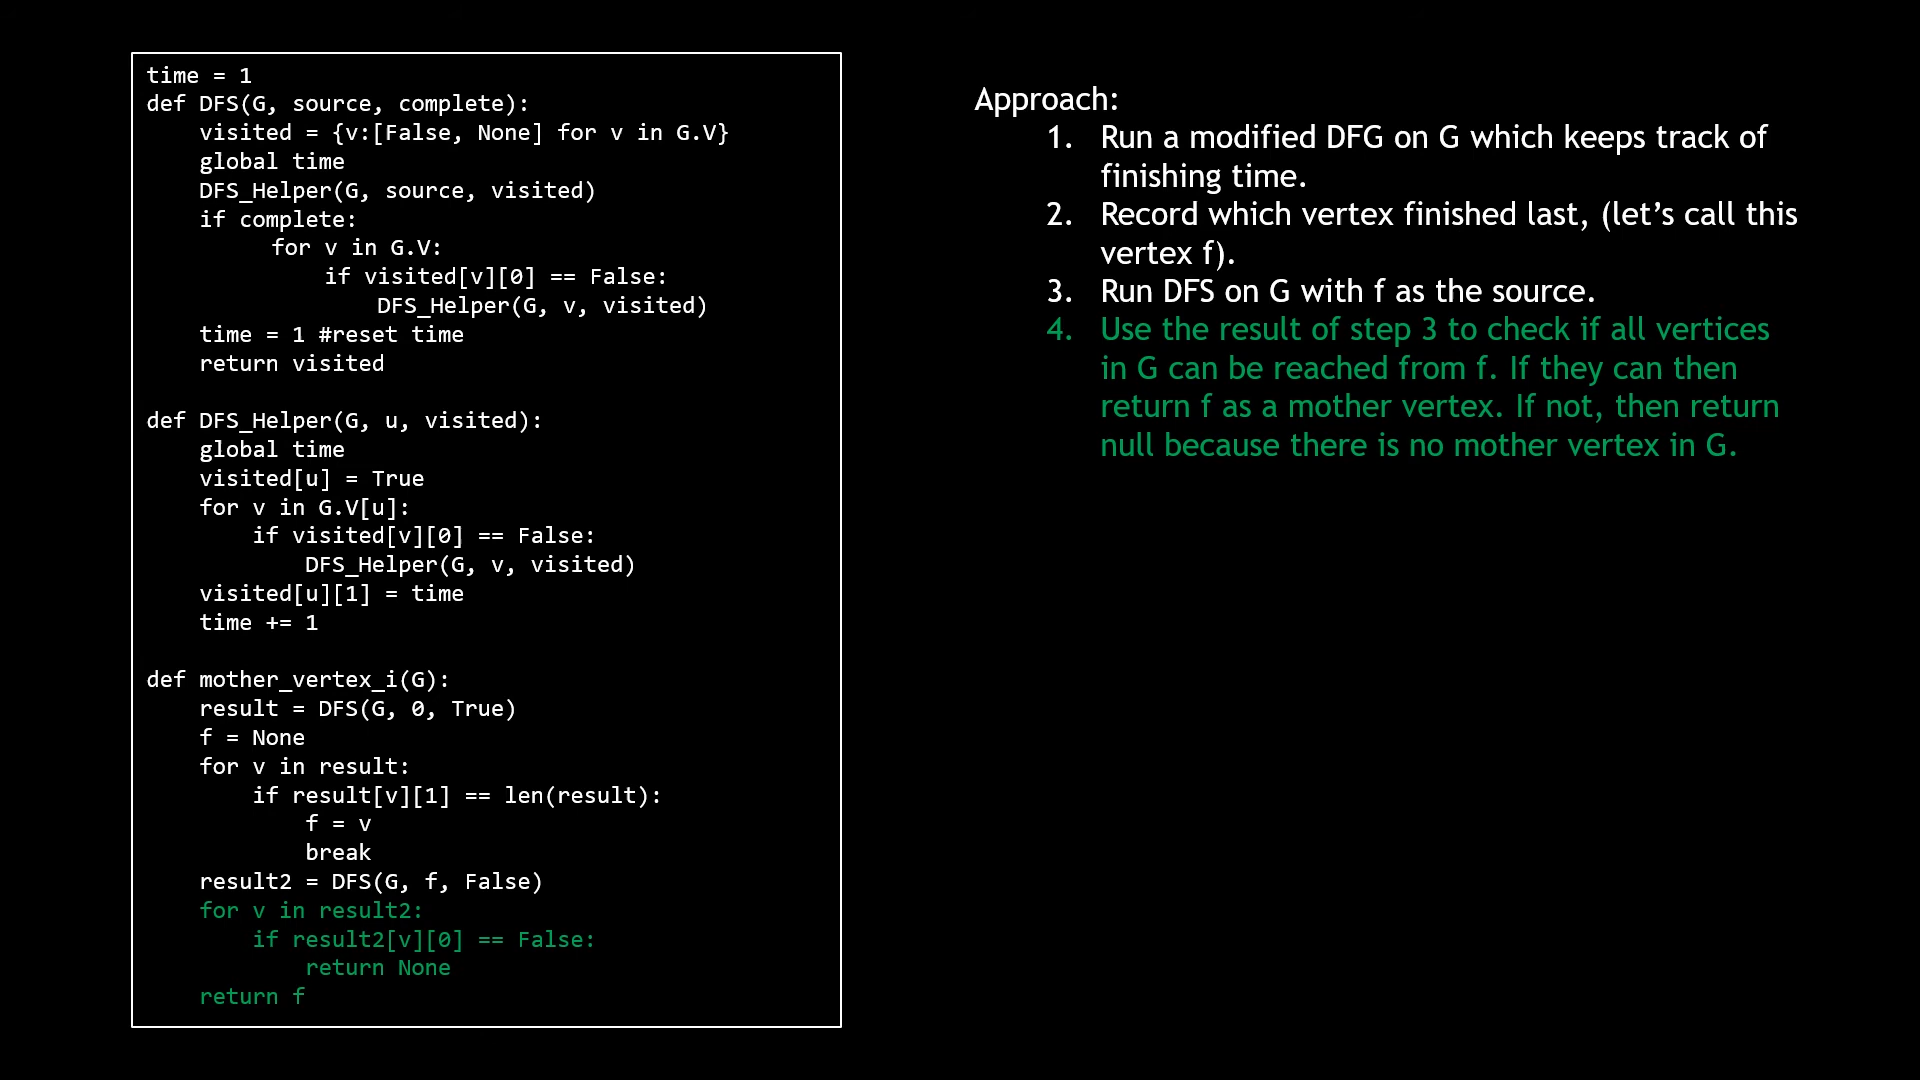 time = 1
def DFS(G, source, complete):
    visited = {v:[False, None] for v in G.V}
    global time
    DFS_Helper(G, source, visited)
    if complete:
        for v in G.V:
            if visited[v][0] == False:
                DFS_Helper(G, v, visited)
    time = 1 #reset time
    return visited

def DFS_Helper(G, u, visited):
    global time
    visited[u] = True
    for v in G.V[u]:
        if visited[v][0] == False:
            DFS_Helper(G, v, visited)
    visited[u][1] = time
    time += 1

def mother_vertex_i(G):
    result = DFS(G, 0, True)
    f = None
    for v in result:
        if result[v][1] == len(result):
            f = v
            break
    result2 = DFS(G, f, False)
    for v in result2:
        if result2[v][0] == False:
            return None
    return f

Approach:
1. Run a modified DFG on G which keeps track of
finishing time.
2. Record which vertex finished last, (let’s call this
vertex f).
3. Run DFS on G with f as the source.
4. Use the result of step 3 to check if all vertices
in G can be reached from f. If they can then
return f as a mother vertex. If not, then return
null because there is no mother vertex in G.